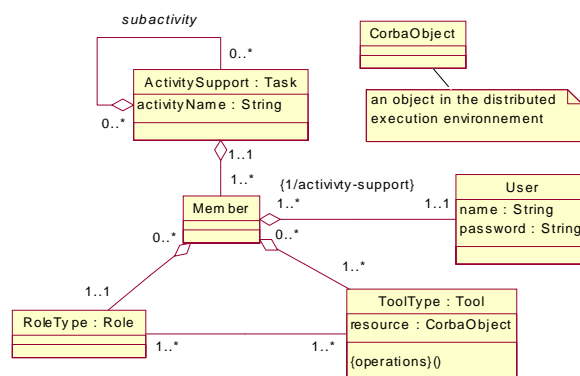 subactivity
0..*
CorbaObject
ActivitySupport : Task
activityName : String
0..*
an object in the distributed
execution environnement
1..1
1..*
{1/activivty-support}
1..*
1..1
User
name : String
password : String
Member
0..*
0..*
1..1
1..*
RoleType : Role
1..*
1..*
ToolType : Tool
resource : CorbaObject
{operations}()